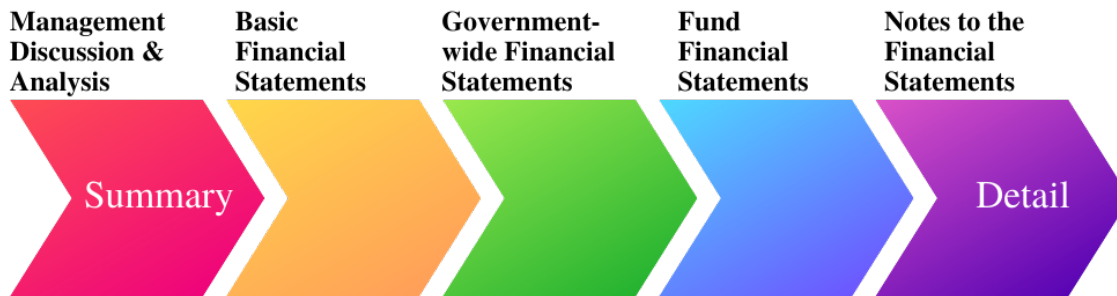 Management
Discussion &
Analysis
Basic
Financial
Statements
Government-
wide Financial
Statements
Fund
Financial
Statements
Notes to the
Financial
Statements
Summary
Detail